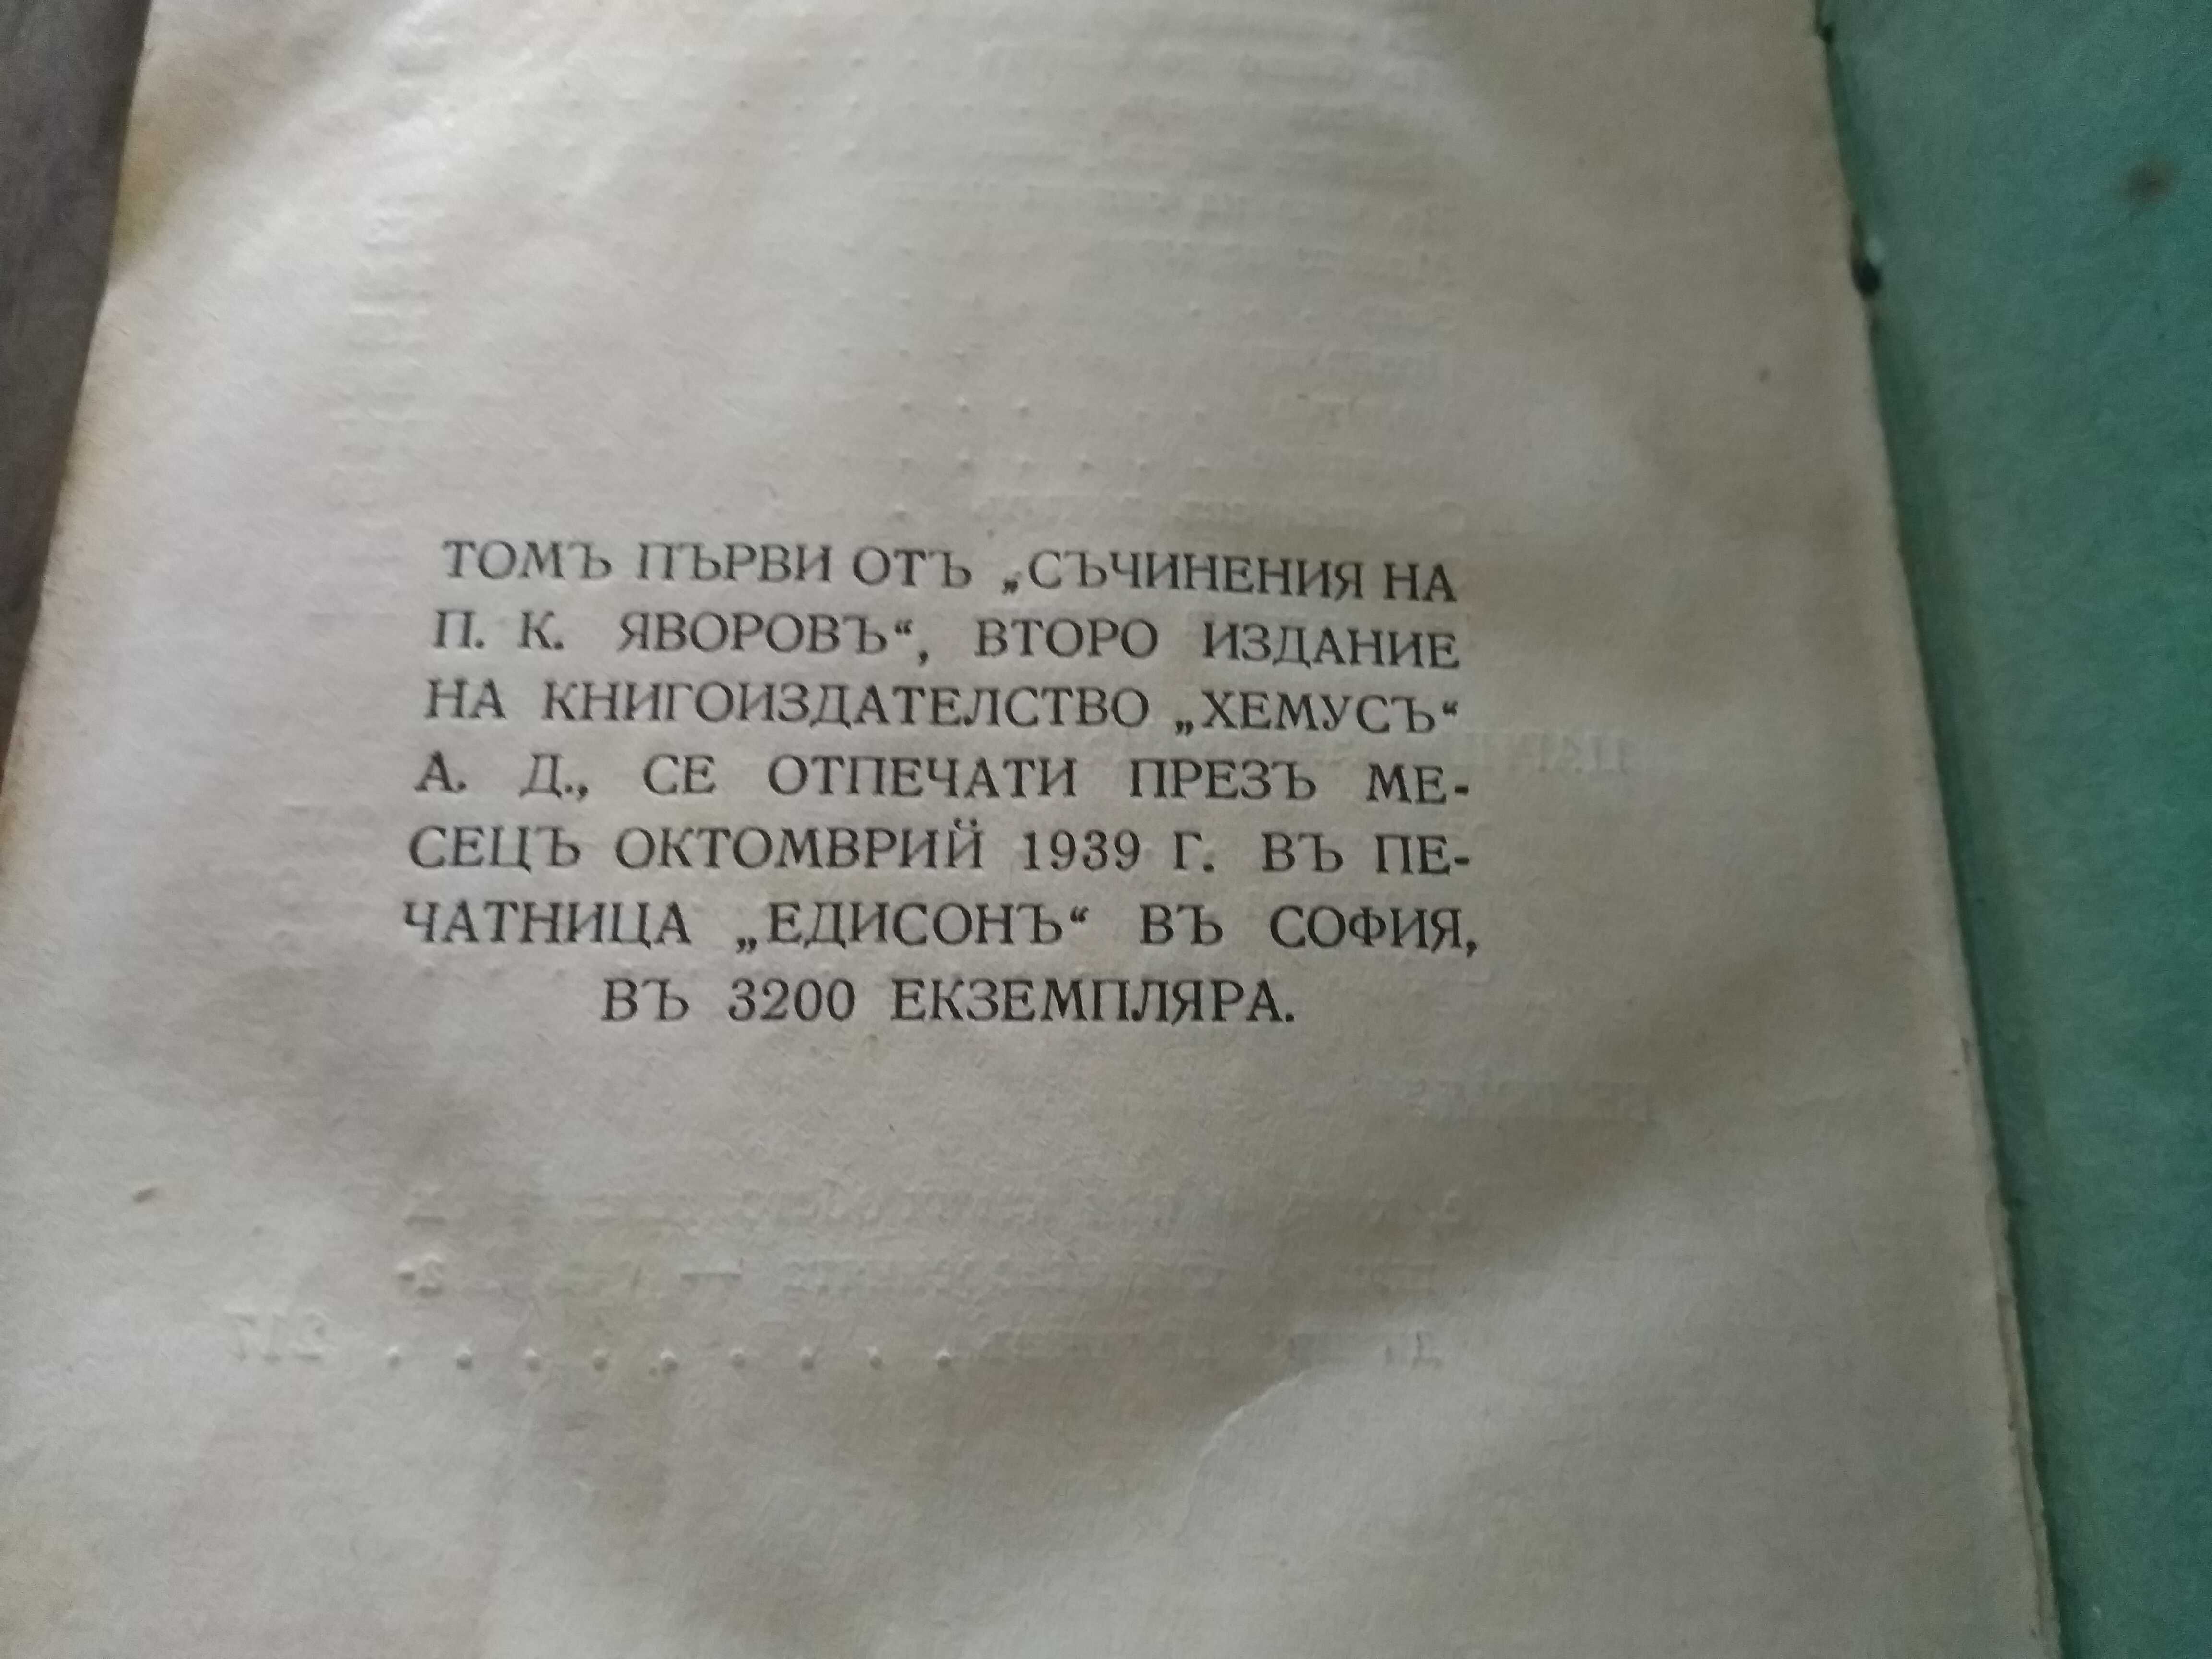 ТОМЪ ПЪРВИ ОТЪ „СЪЧИНЕНИЯ НА
П. К. ЯВОРОВЪ“, ВТОРО ИЗДАНИЕ
НА КНИГОИЗДАТЕЛСТВО „ХЕМУСЪ“
А. Д., СЕ ОТПЕЧАТИ ПРЕЗЪ МЕ-
СЕЦЪ ОКТОМВРИЙ 1939 Г. ВЪ ПЕ-
ЧАТНИЦА „ЕДИСОНЪ“ ВЪ СОФИЯ,
ВЪ 3200 ЕКЗЕМПЛЯРА.